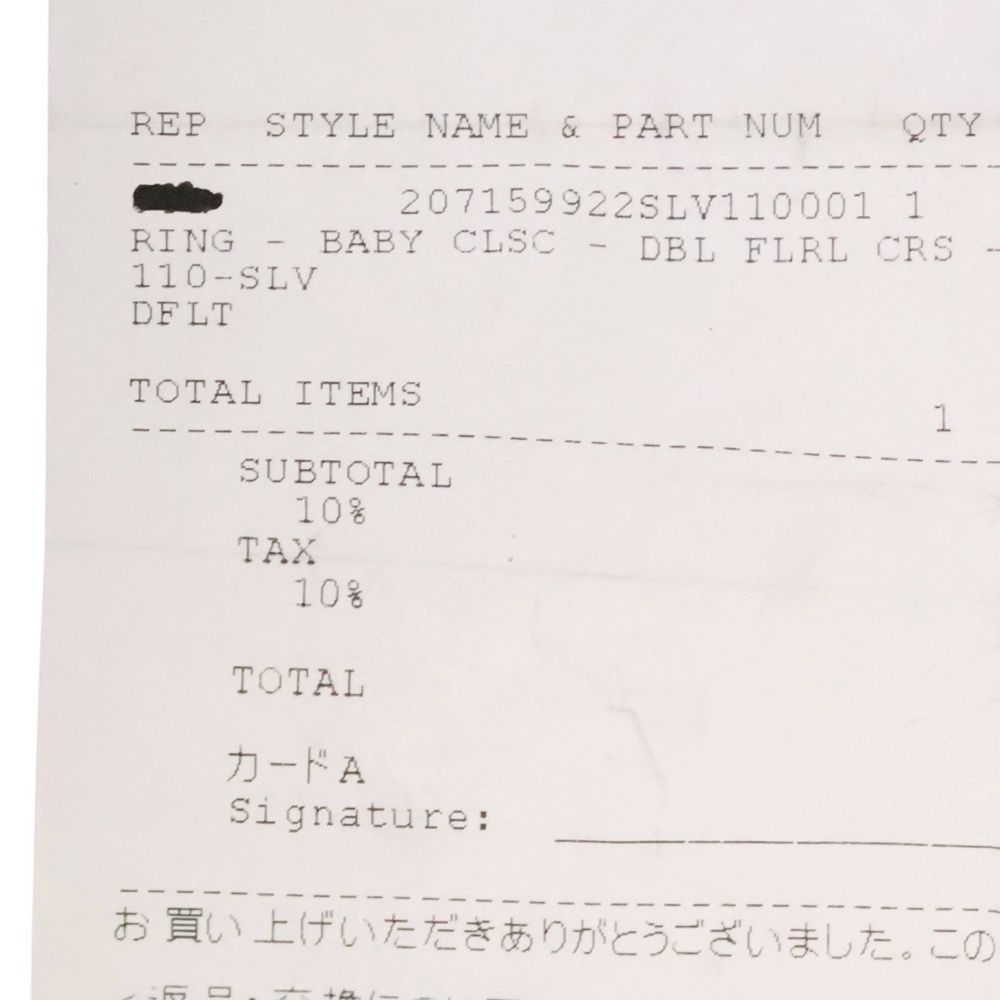 REP STYLE NAME & PART NUM QTY
207159922SLV110001 1
RING - BABY CLSC - DBL FLRL CRS -
110-SLV
DFLT
TOTAL ITEMS 1
SUBTOTAL
10%
TAX
10%
TOTAL
カードA
Signature:
お買い上げいただきありがとうございました。この